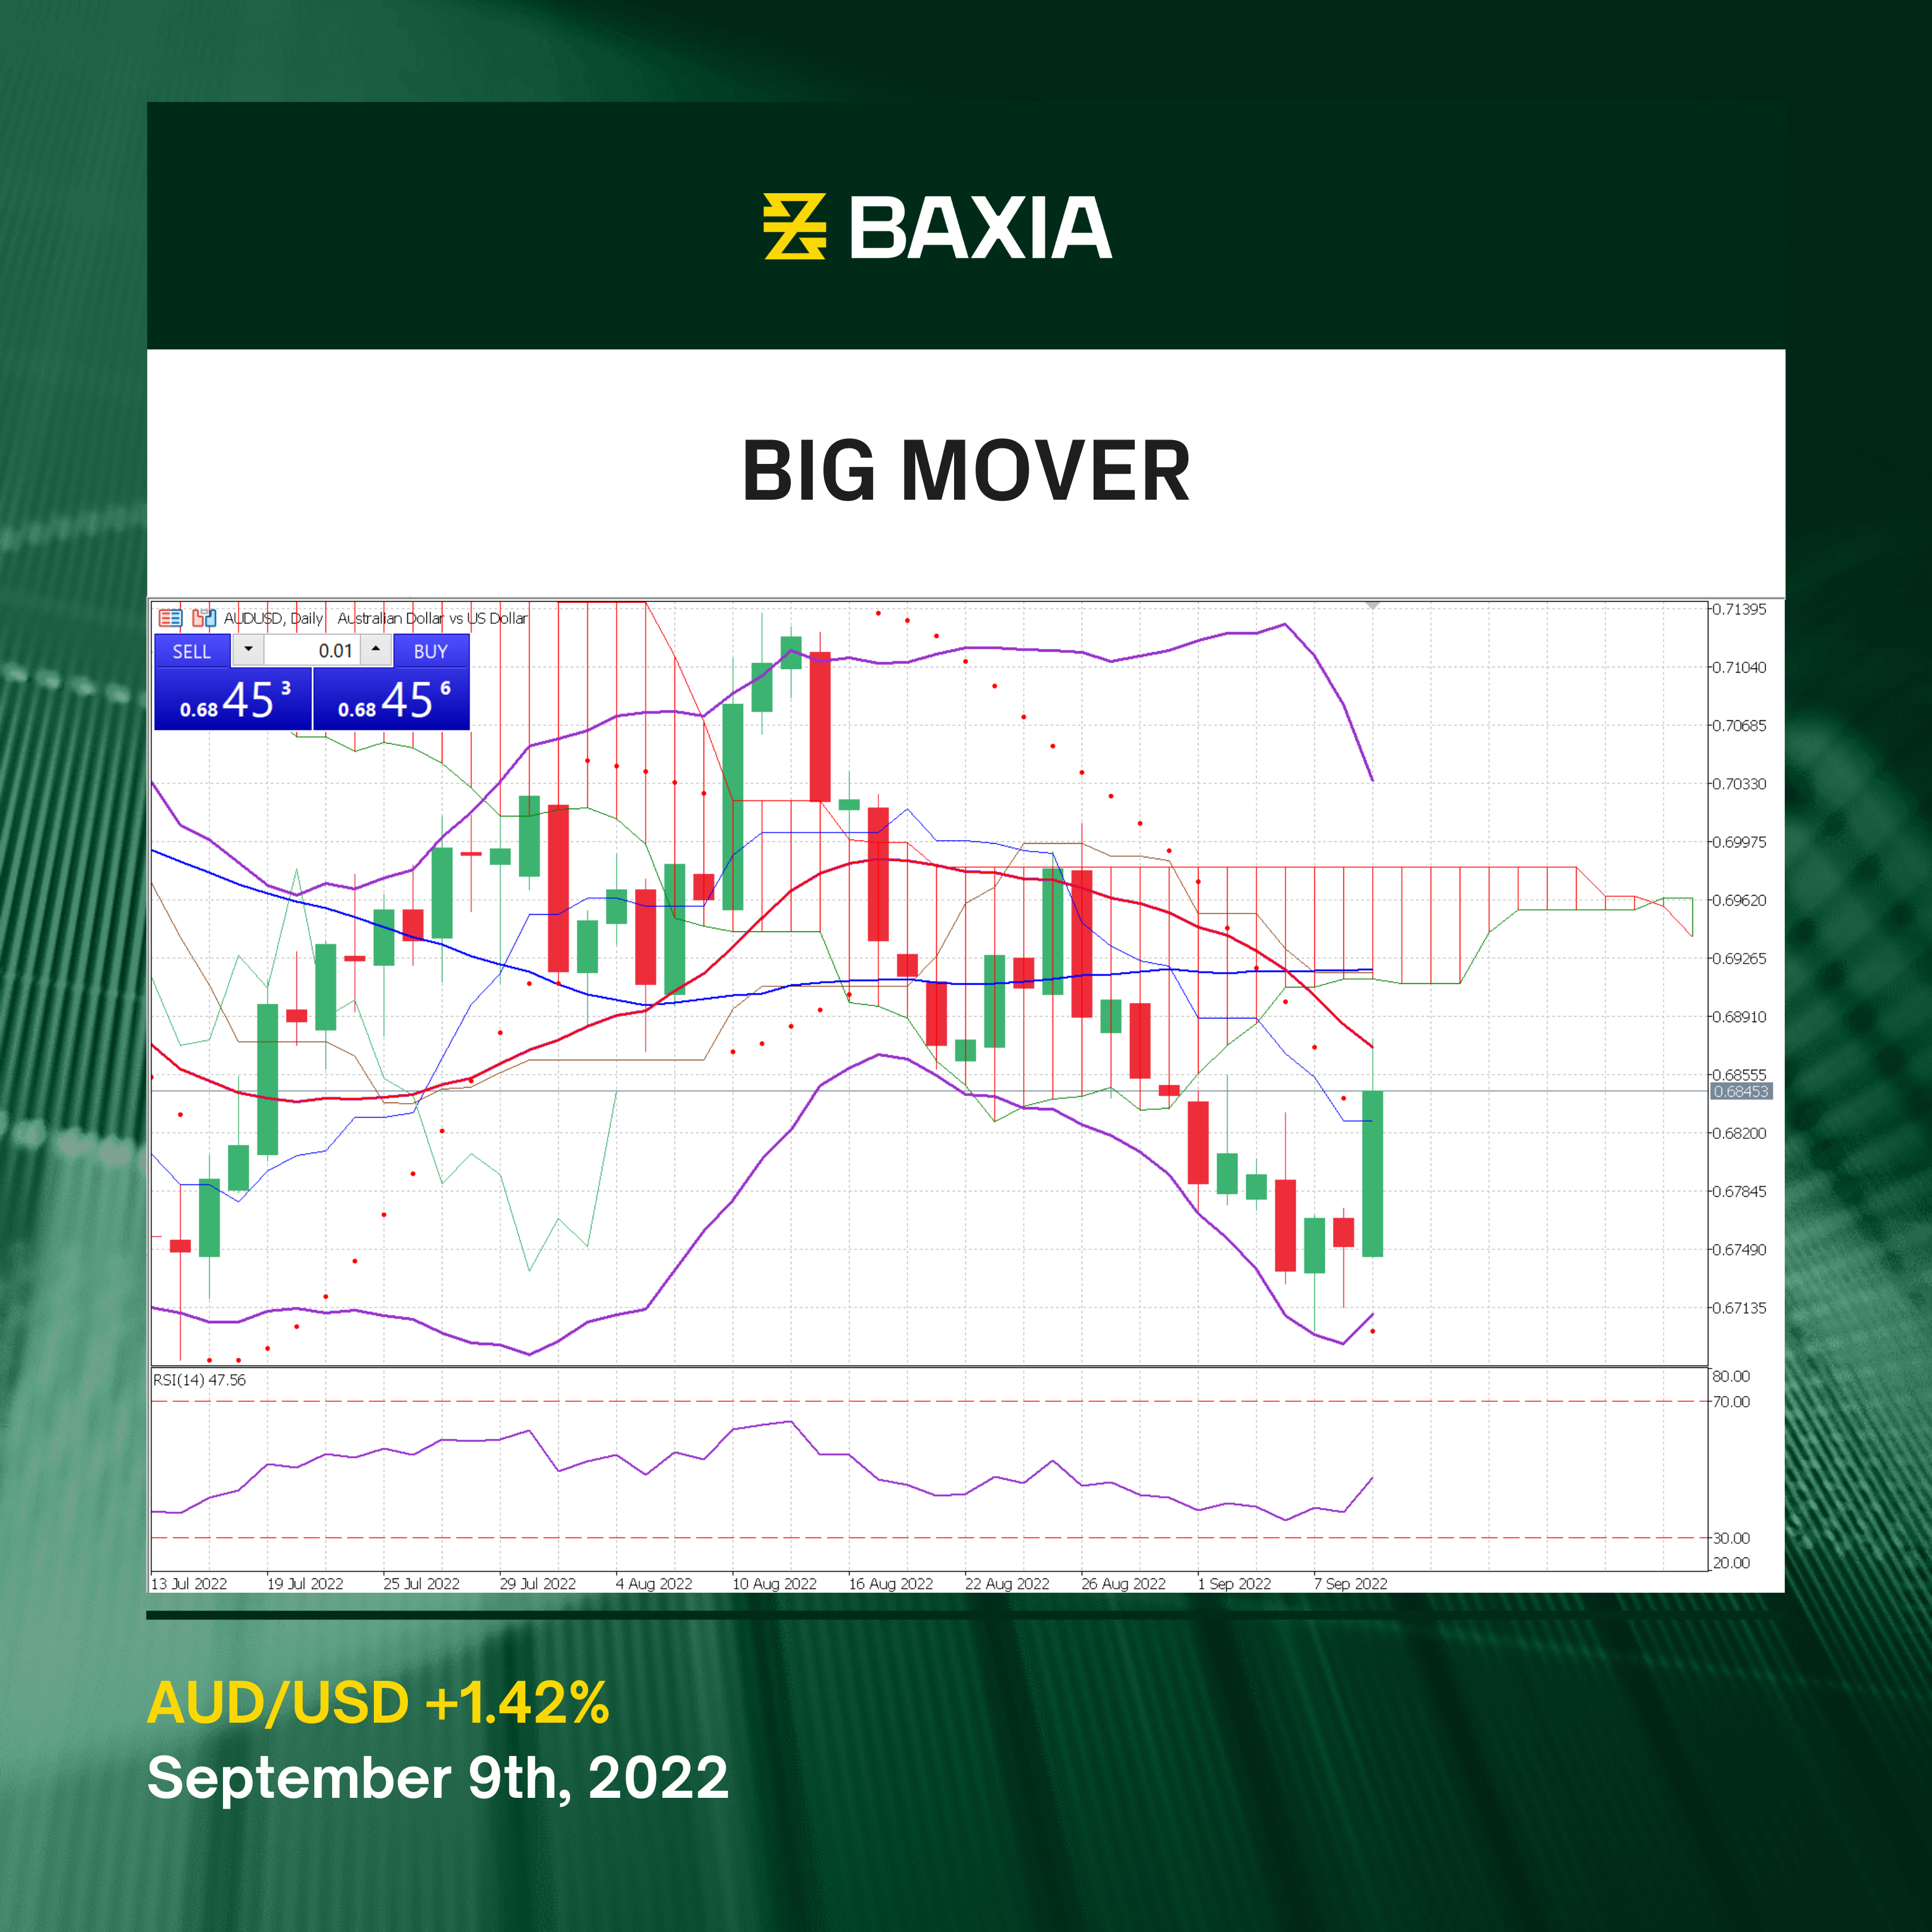 BAXIA
BIG MOVER
AUDUSD, Daily Australian Dollar vs US Dollar
SELL 0.01 BUY
0.68 45 3 0.68 45 6
0.71395
0.71040
0.70685
0.70330
0.69975
0.69620
0.69265
0.68910
0.68555
0.68453
0.68200
0.67845
0.67490
0.67135
RSI(14) 47.56
80.00
70.00
30.00
20.00
13 Jul 2022 19 Jul 2022 25 Jul 2022 29 Jul 2022 4 Aug 2022 10 Aug 2022 16 Aug 2022 22 Aug 2022 26 Aug 2022 1 Sep 2022 7 Sep 2022
AUD/USD +1.42%
September 9th, 2022